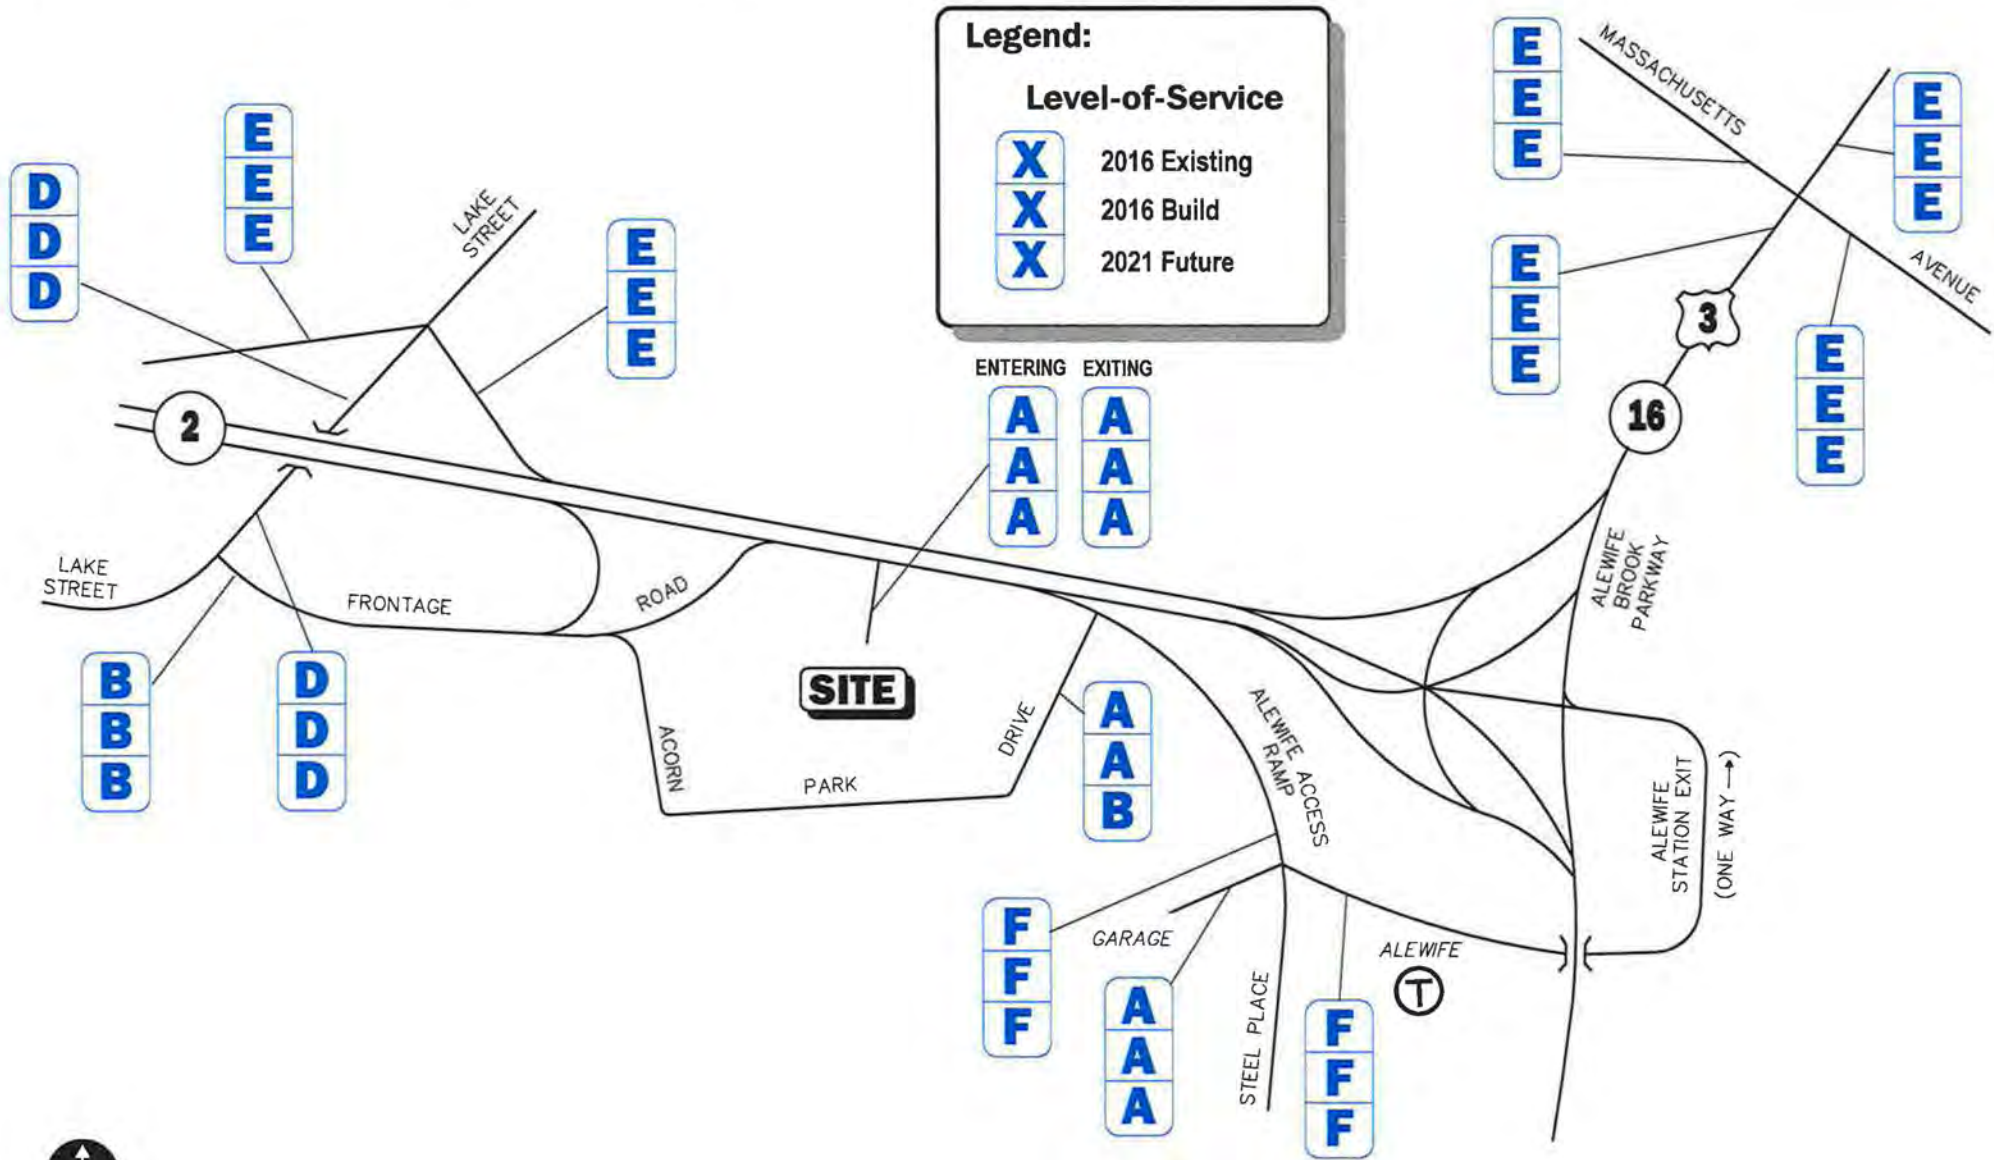 Legend:
Level-of-Service
X 2016 Existing
X 2016 Build
X 2021 Future
D
D
D
E
E
E
LAKE
STREET
E
E
E
2
LAKE
STREET
FRONTAGE
ROAD
B
B
B
D
D
D
ENTERING EXITING
A A
A A
A A
SITE
ACORN
PARK
DRIVE
A
A
B
ALEWIFE ACCESS
RAMP
F
F
F
GARAGE
A
A
A
STEEL PLACE
F
F
F
ALEWIFE
T
E
E
E
MASSACHUSETTS
AVENUE
E
E
E
E
E
E
E
E
E
3
16
ALEWIFE
BROOK
PARKWAY
ALEWIFE
STATION EXIT
(ONE WAY →)